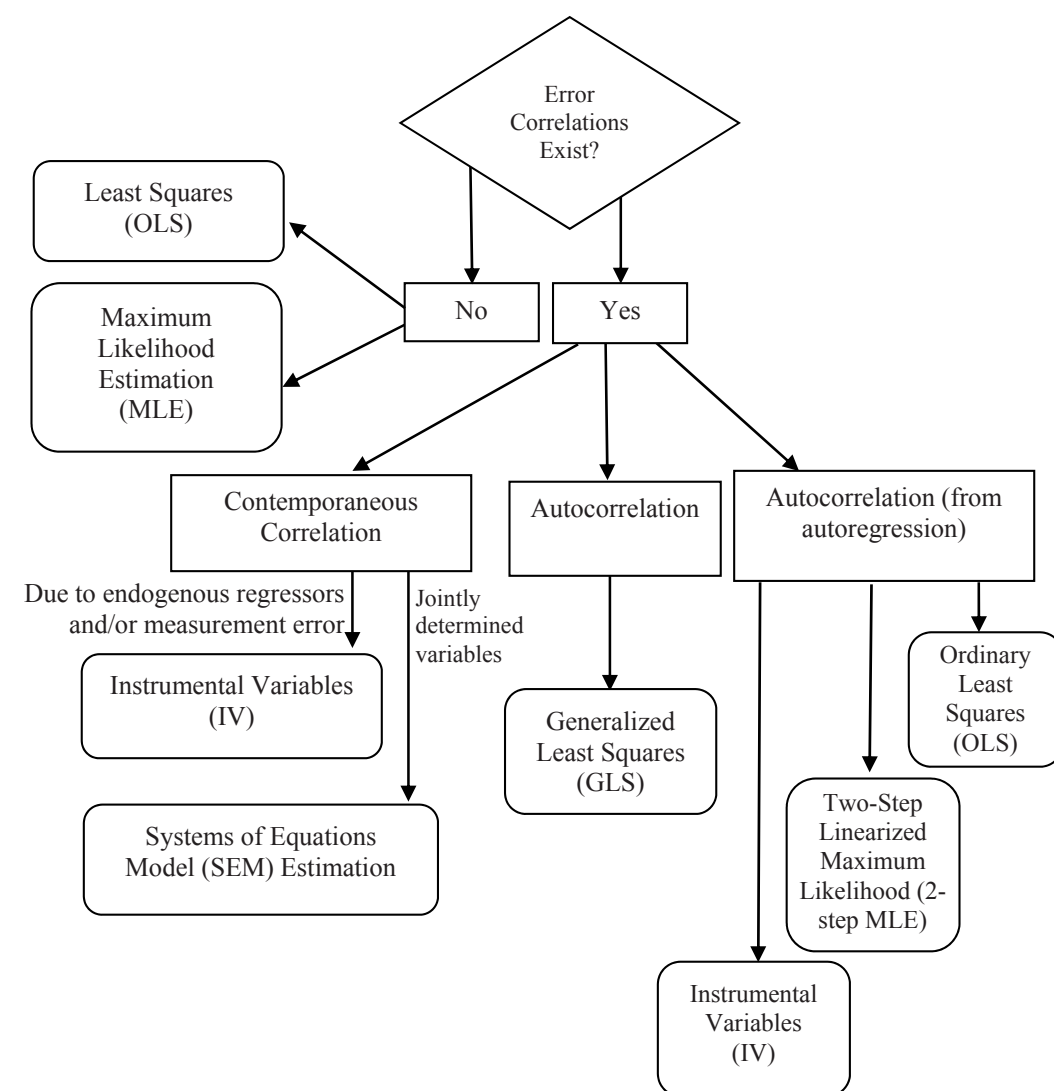 Error
Correlations
Exist?
Least Squares
(OLS)
No
Yes
Maximum
Likelihood
Estimation
(MLE)
Contemporaneous
Correlation
Autocorrelation
Autocorrelation (from
autoregression)
Due to endogenous regressors
and/or measurement error
Jointly
determined
variables
Instrumental Variables
(IV)
Generalized
Least Squares
(GLS)
Ordinary
Least
Squares
(OLS)
Systems of Equations
Model (SEM) Estimation
Two-Step
Linearized
Maximum
Likelihood (2-
step MLE)
Instrumental
Variables
(IV)